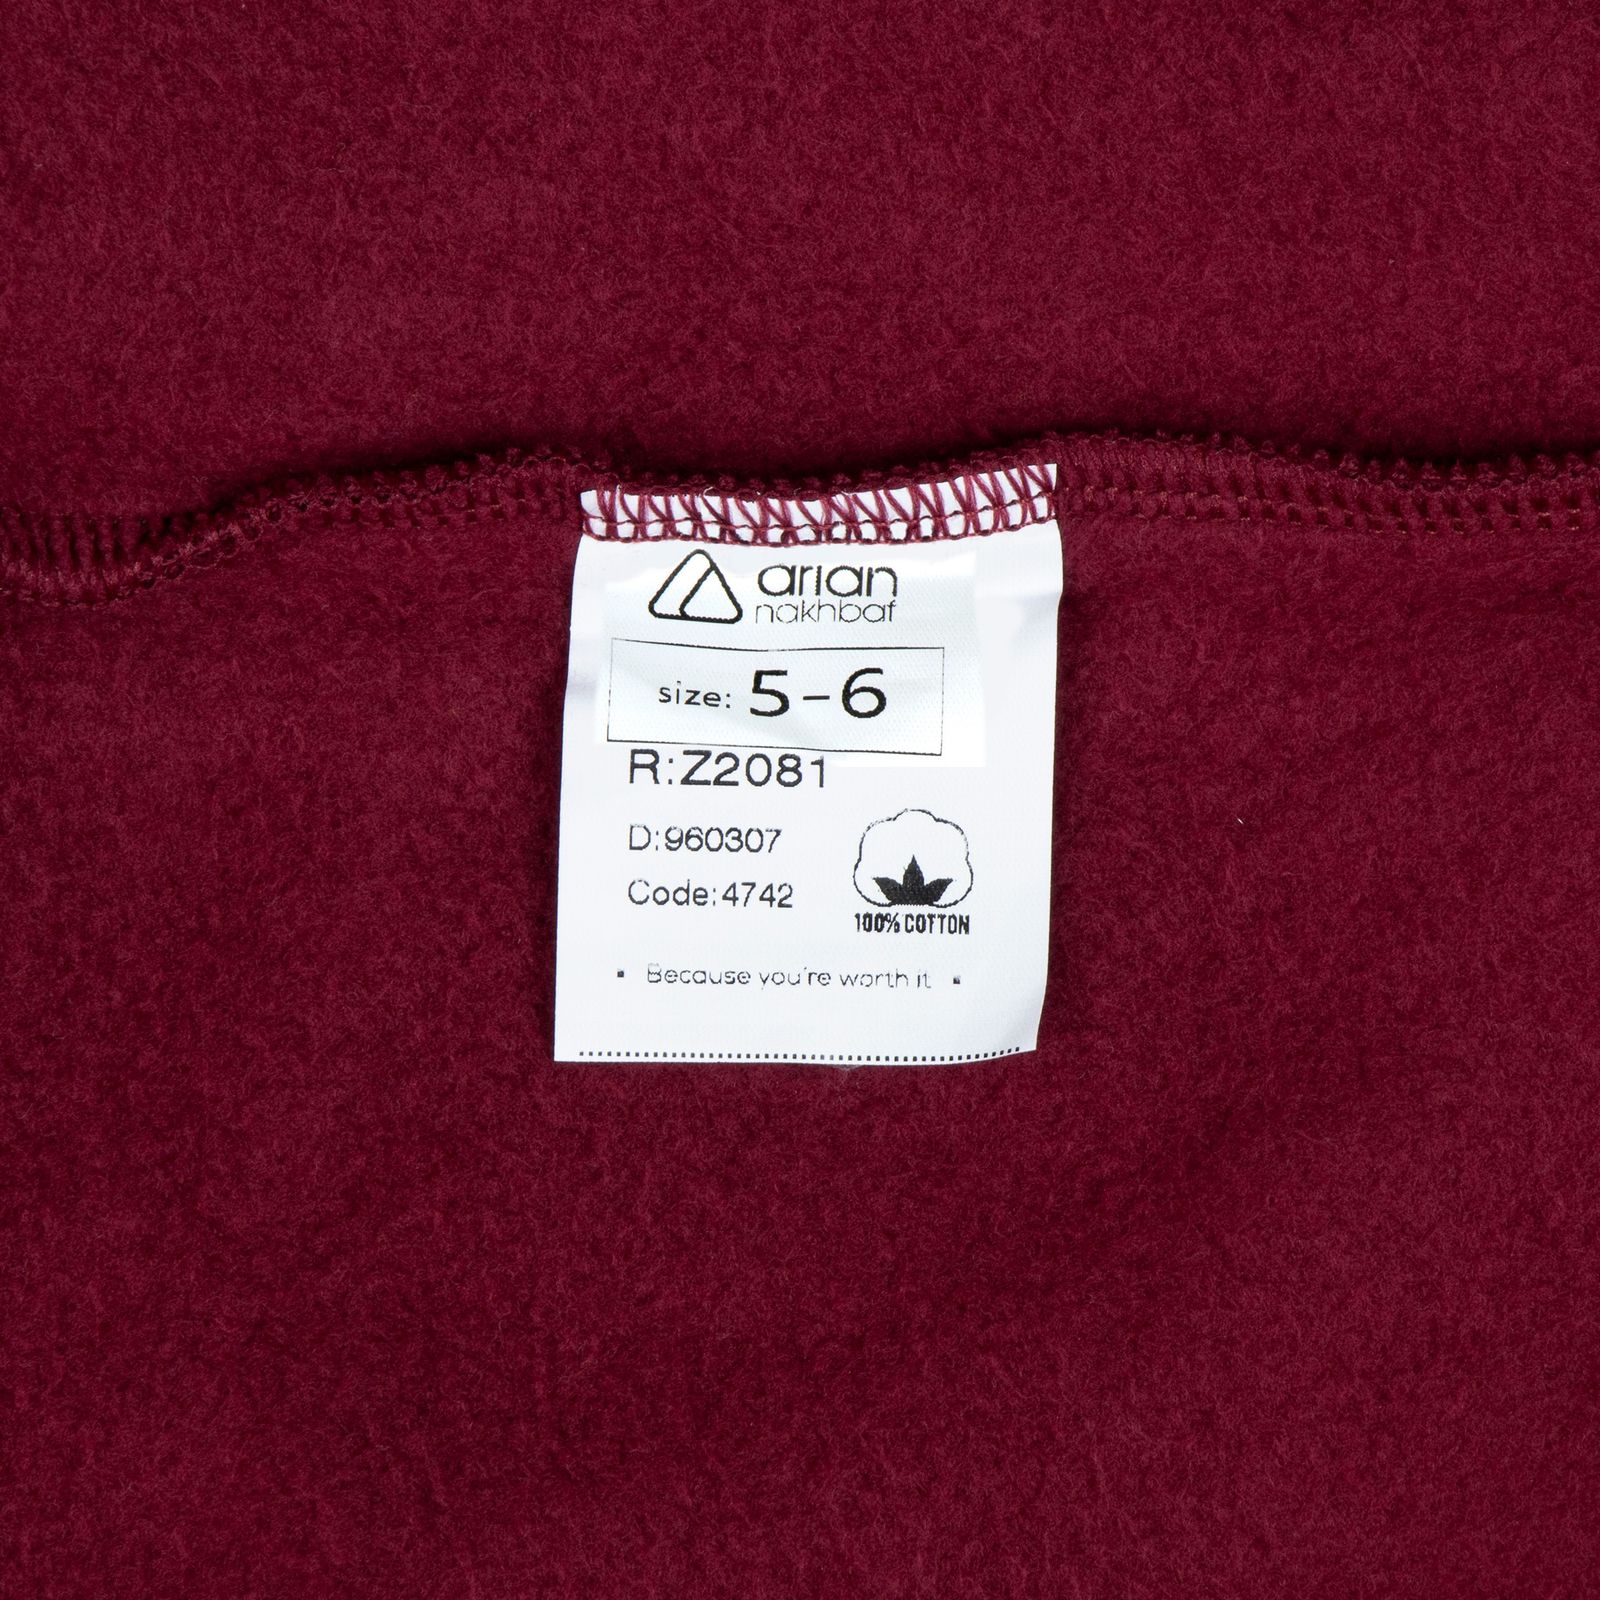 arian
nakhbaf
size: 5-6
R:Z2081
D:960307
Code:4742
100% COTTON
• Because you're worth it •